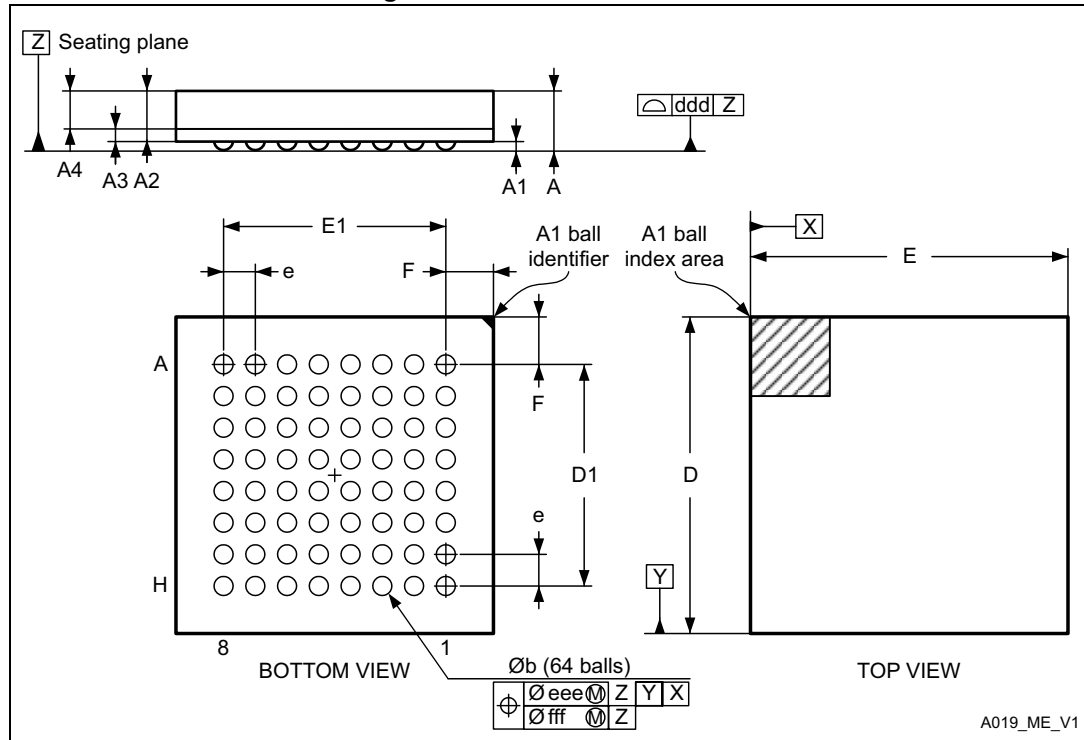 Z Seating plane
ddd Z
A4
A3
A2
A1
A
E1
e
F
A1 ball
identifier
A1 ball
index area
X
E
A
F
D1
D
e
H
Y
8
1
BOTTOM VIEW
Øb (64 balls)
TOP VIEW
Ø eee Ⓜ Z Y X
Ø fff Ⓜ Z
A019_ME_V1